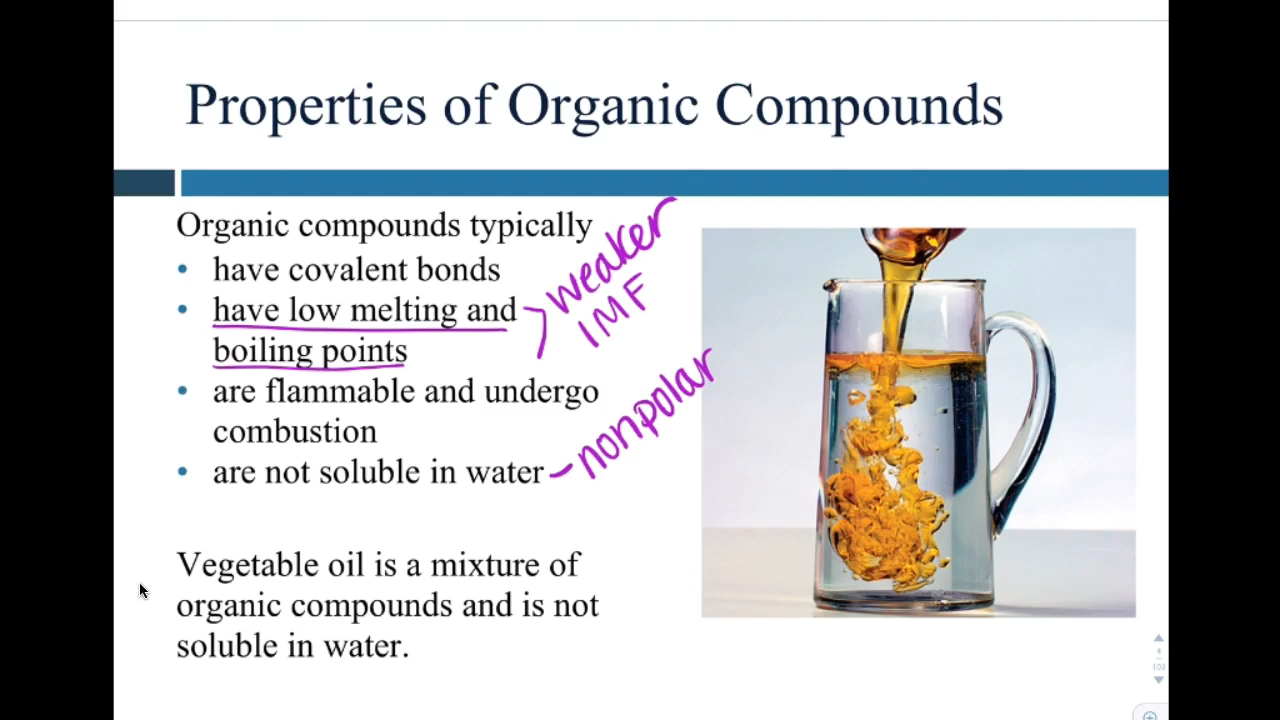 Properties of Organic Compounds
Organic compounds typically
• have covalent bonds
• have low melting and
boiling points
weaker
IMF
• are flammable and undergo
combustion
• are not soluble in water
nonpolar
Vegetable oil is a mixture of
organic compounds and is not
soluble in water.
4
103